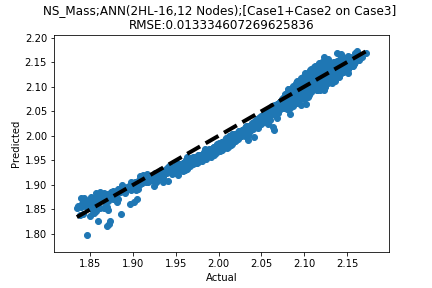 NS_Mass;ANN(2HL-16,12 Nodes);[Case1+Case2 on Case3]
RMSE:0.013334607269625836
2.20
2.15
2.10
2.05
2.00
1.95
1.90
1.85
1.80
Predicted
1.85 1.90 1.95 2.00 2.05 2.10 2.15
Actual